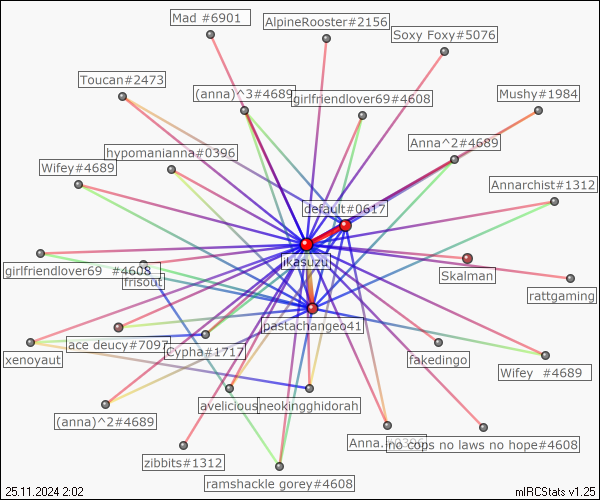 Mad #6901
AlpineRooster#2156
Soxy Foxy#5076
Toucan#2473
(anna)^3#4689
girlfriendlover69#4608
Mushy#1984
hypomanianna#0396
Anna^2#4689
Wifey#4689
Annarchist#1312
default#0617
ikasuzu
girlfriendlover69 #4608
frisout
Skalman
rattgaming
pastachangeo41
xenoyaut
ace deucy#7097
Cypha#1717
fakedingo
Wifey #4689
(anna)^2#4689
avelicious
neokingghidorah
Anna.
no cops no laws no hope#4608
zibbits#1312
ramshackle gorey#4608
25.11.2024 2:02
mIRCStats v1.25